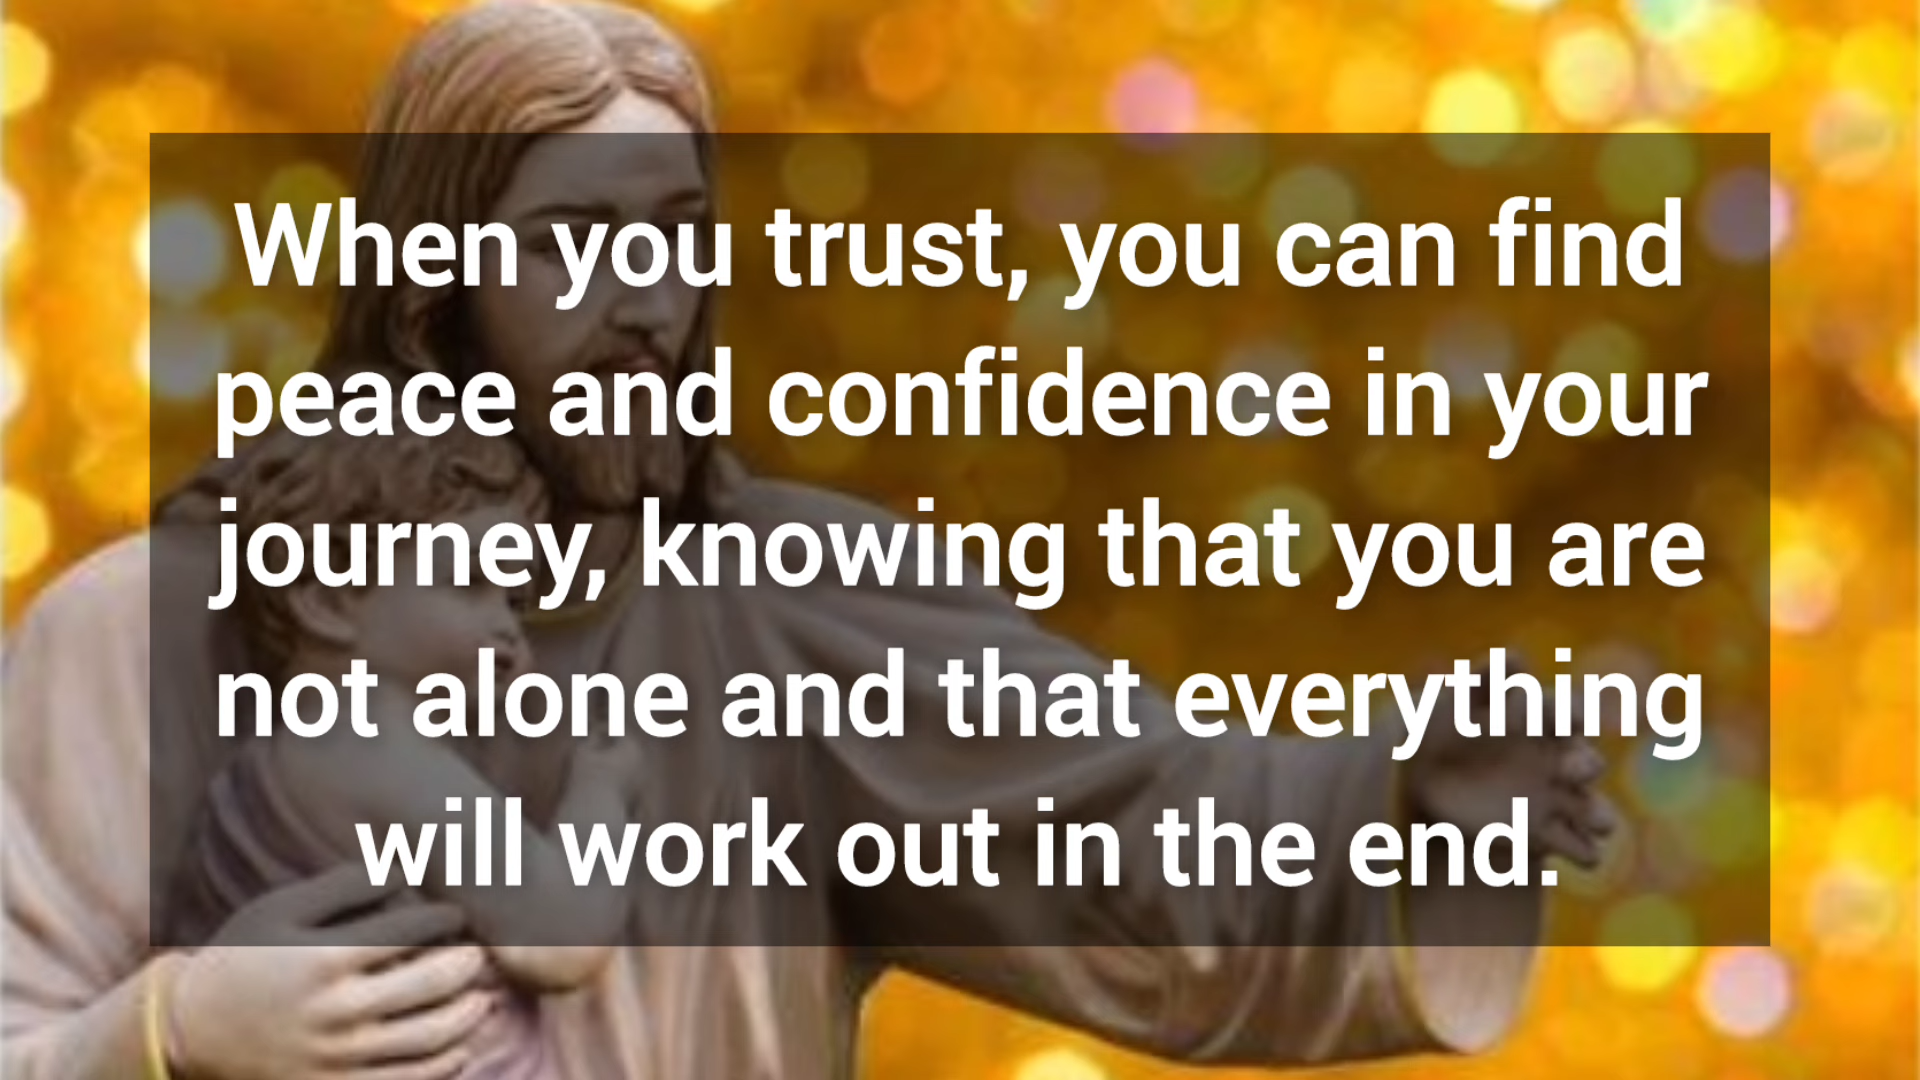 When you trust, you can find
peace and confidence in your
journey, knowing that you are
not alone and that everything
will work out in the end.